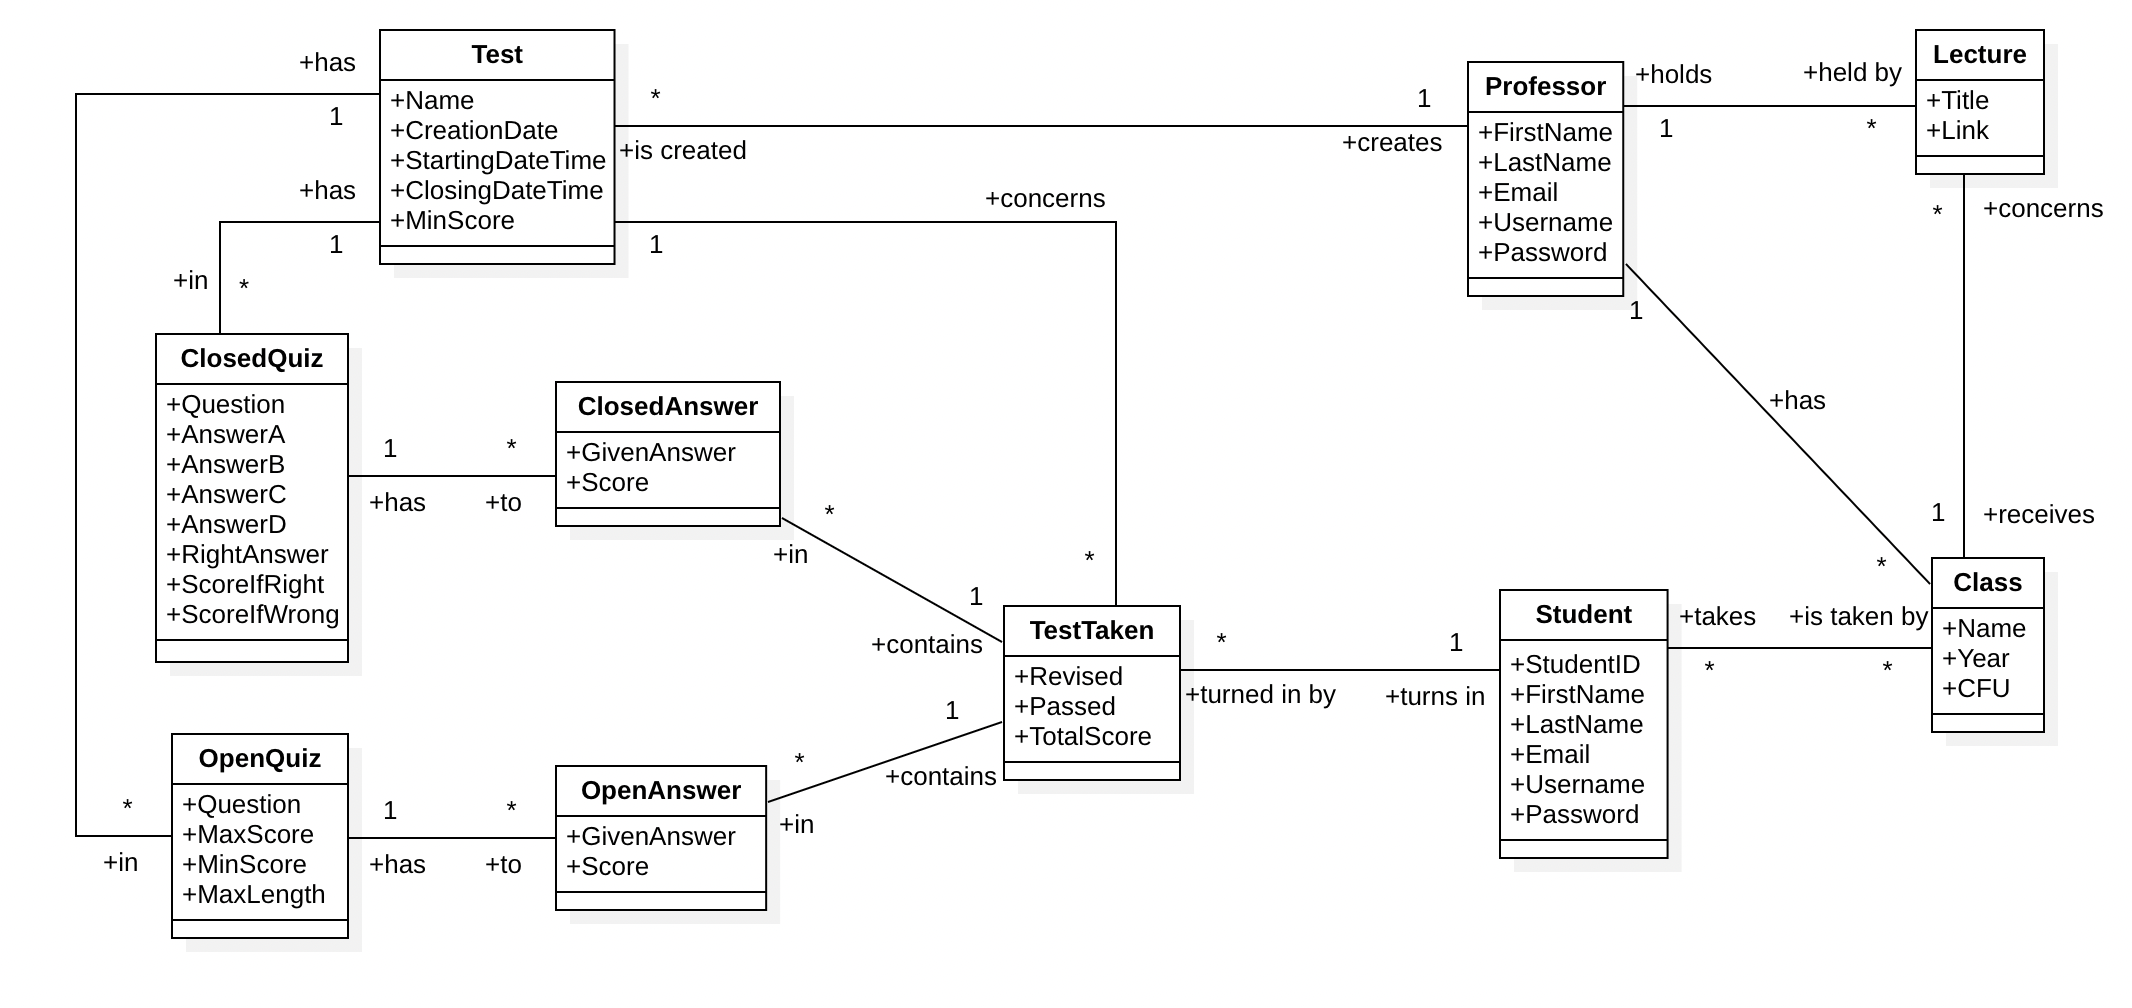 Test
+Name
+CreationDate
+StartingDateTime
+ClosingDateTime
+MinScore
+has
1
+has
1
*
+is created
1
+creates
+concerns
1
*
Professor
+FirstName
+LastName
+Email
+Username
+Password
+holds
1
+held by
*
Lecture
+Title
+Link
*
+concerns
1
+receives
1
+has
*
+in
*
ClosedQuiz
+Question
+AnswerA
+AnswerB
+AnswerC
+AnswerD
+RightAnswer
+ScoreIfRight
+ScoreIfWrong
1
+has
*
+to
ClosedAnswer
+GivenAnswer
+Score
*
+in
1
+contains
TestTaken
+Revised
+Passed
+TotalScore
*
+turned in by
1
+turns in
Student
+StudentID
+FirstName
+LastName
+Email
+Username
+Password
+takes
*
+is taken by
*
Class
+Name
+Year
+CFU
*
+in
OpenQuiz
+Question
+MaxScore
+MinScore
+MaxLength
1
+has
*
+to
OpenAnswer
+GivenAnswer
+Score
*
+in
1
+contains